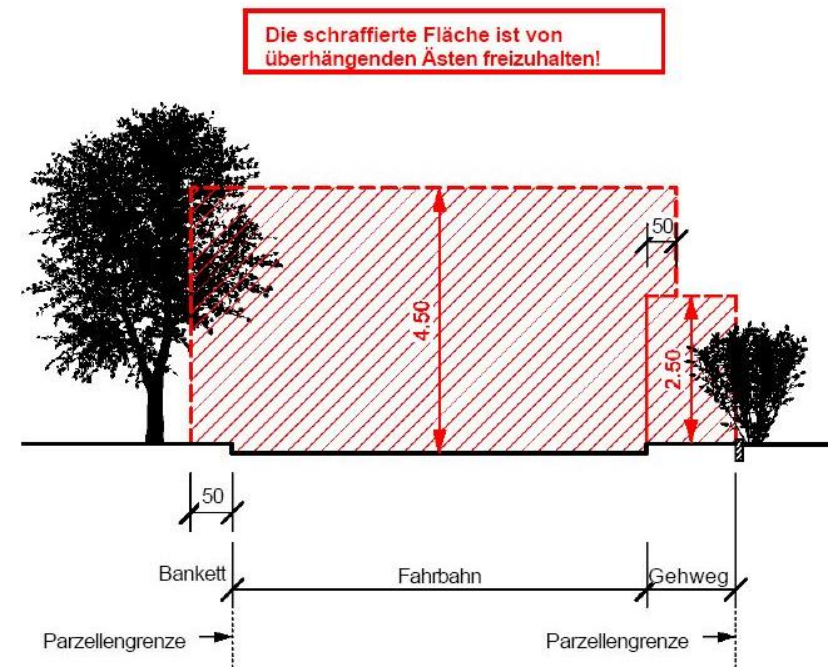 Die schraffierte Fläche ist von
überhängenden Ästen freizuhalten!
50
4.50
2.50
50
Bankett
Fahrbahn
Gehweg
Parzellengrenze
Parzellengrenze